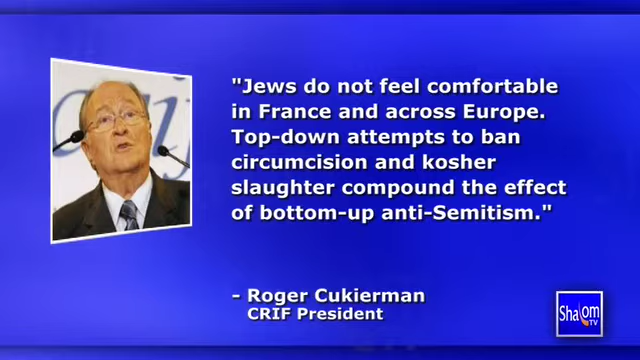 "Jews do not feel comfortable
in France and across Europe.
Top-down attempts to ban
circumcision and kosher
slaughter compound the effect
of bottom-up anti-Semitism."
- Roger Cukierman
CRIF President
Shalom
TV